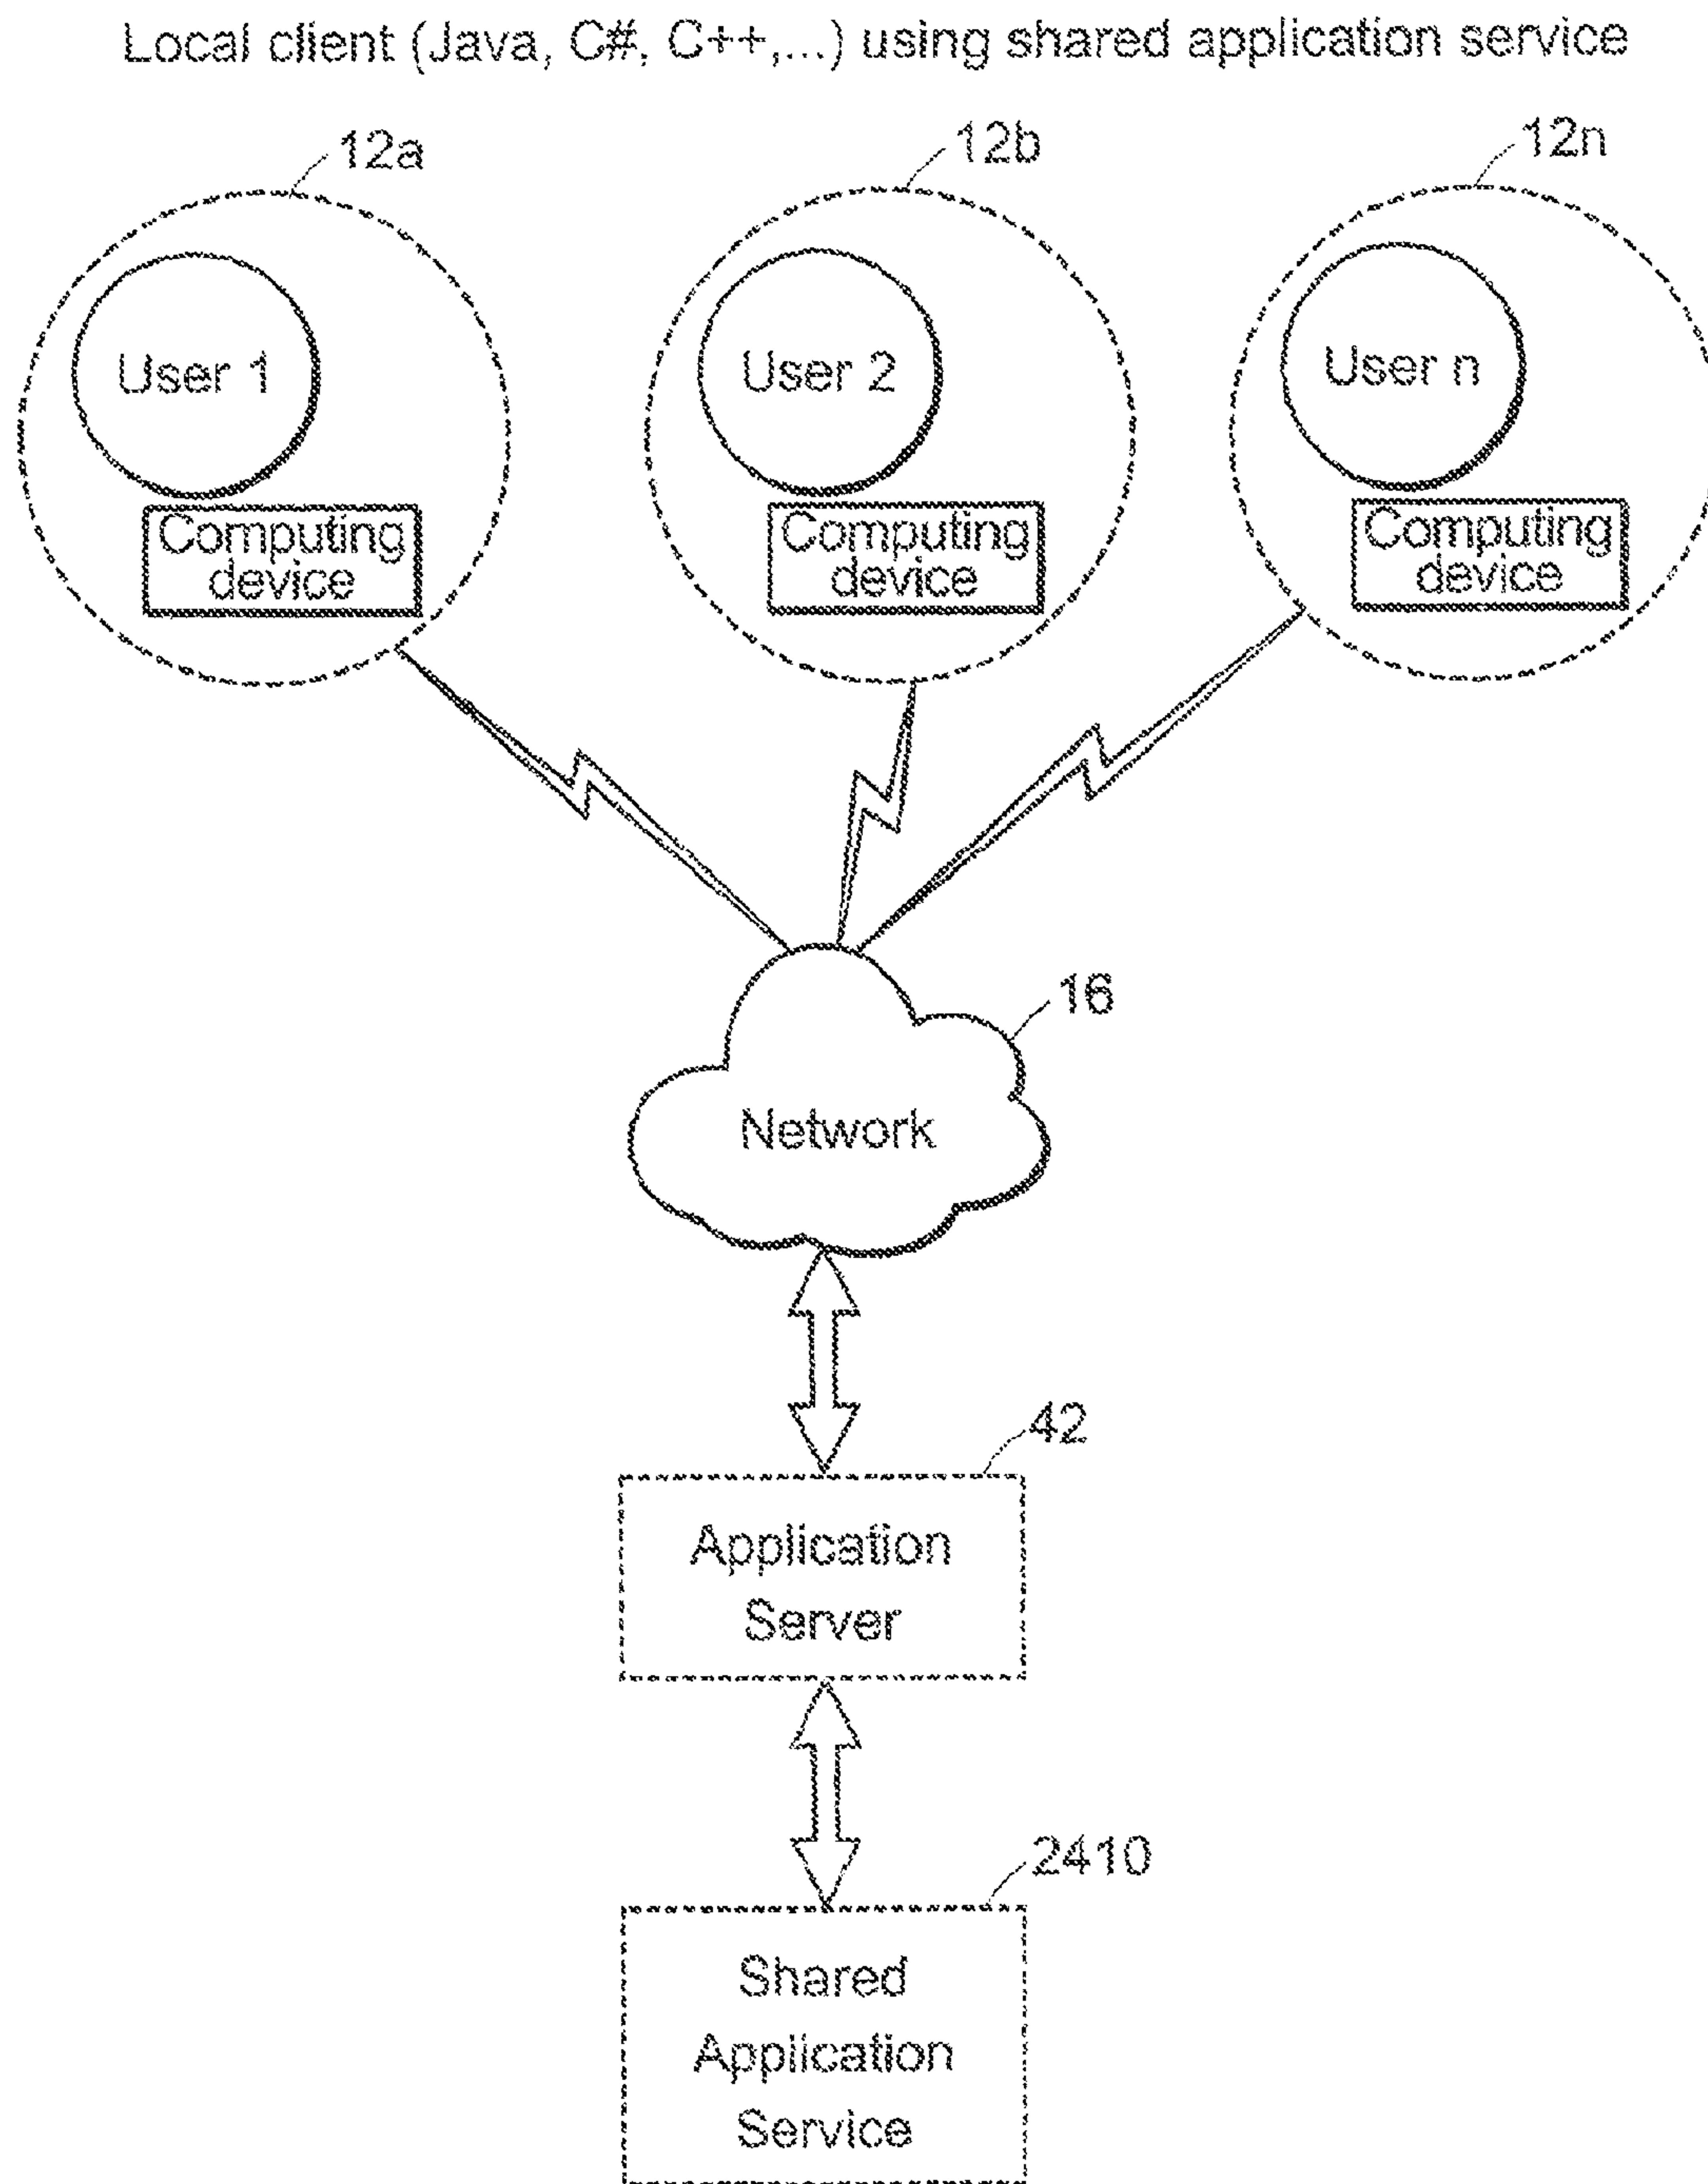 Local client (Java, C#, C++,...) using shared application service
12a
12b
12n
User 1
User 2
User n
Computing
device
Computing
device
Computing
device
16
Network
42
Application
Server
2410
Shared
Application
Service